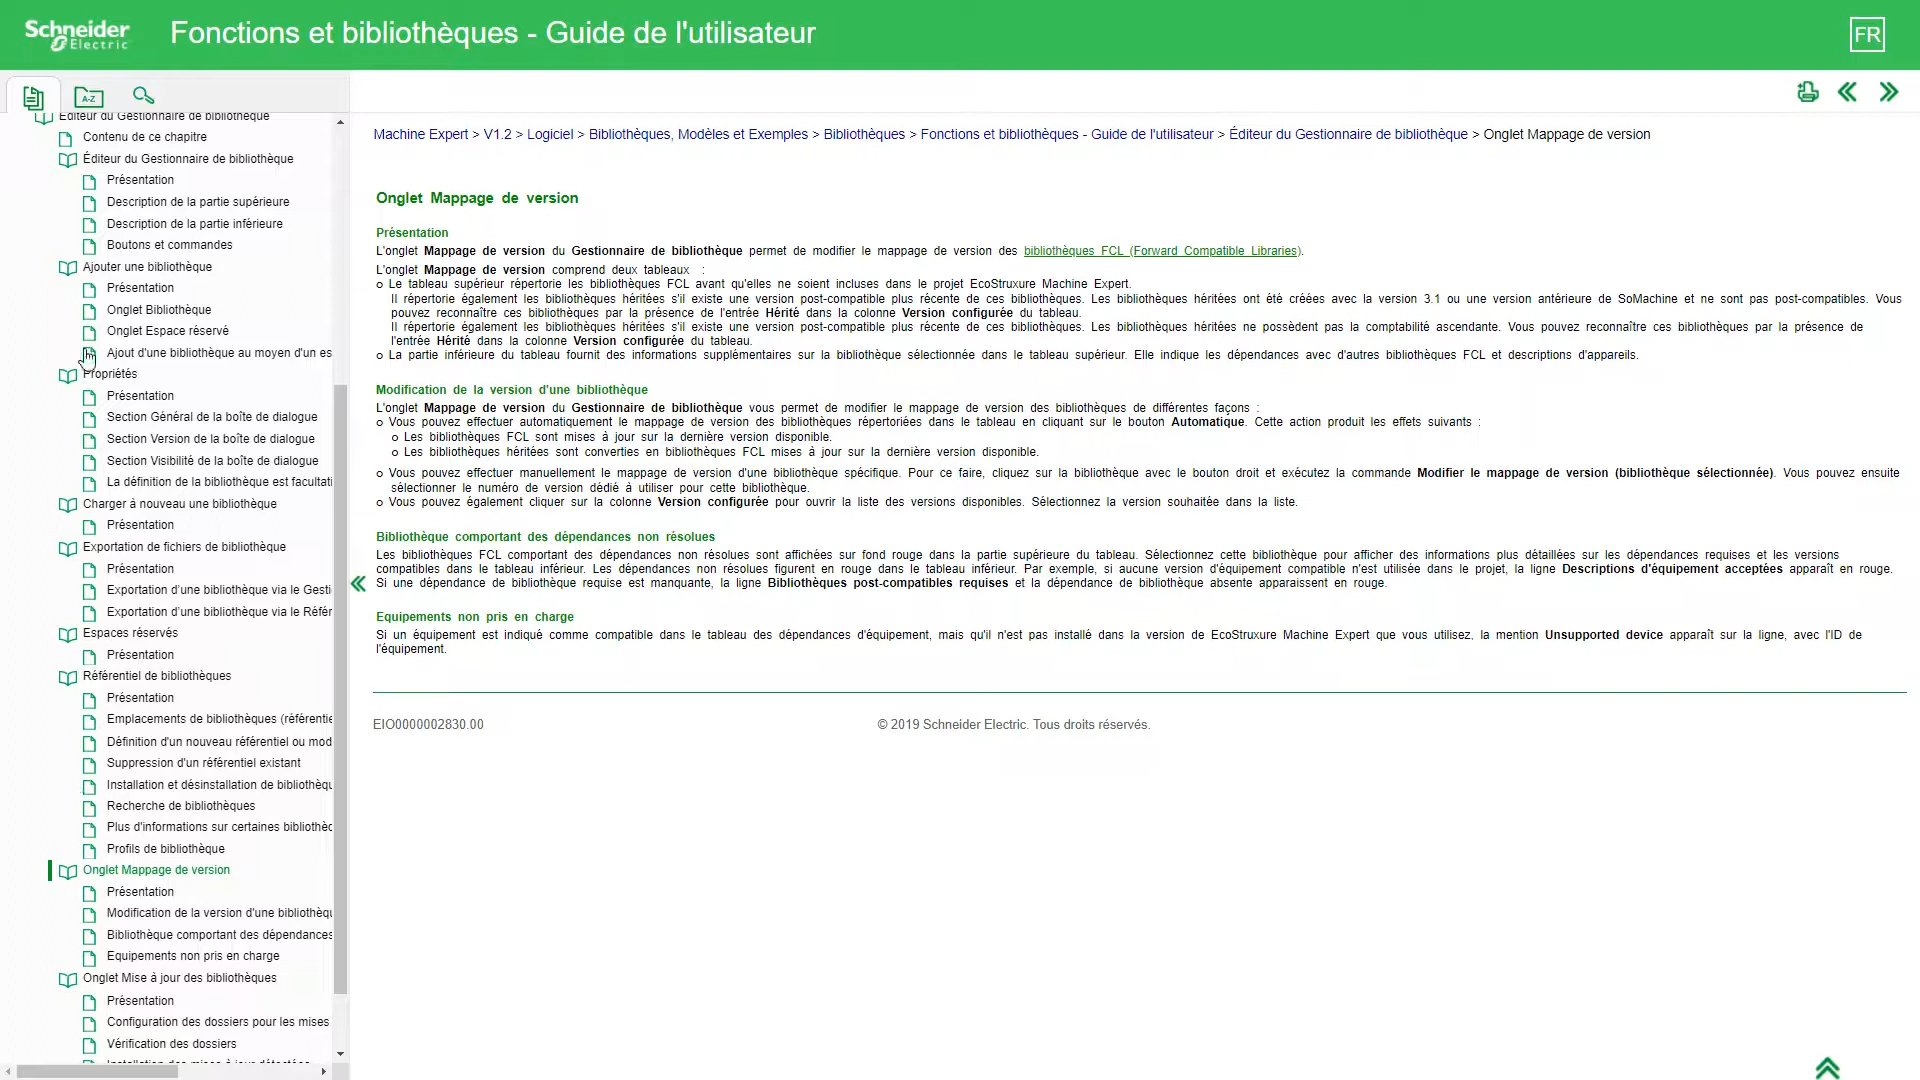 Schneider
Electric
Fonctions et bibliothèques - Guide de l'utilisateur
FR
A-Z
Éditeur du Gestionnaire de bibliothèque
Contenu de ce chapitre
Éditeur du Gestionnaire de bibliothèque
Présentation
Description de la partie supérieure
Description de la partie inférieure
Boutons et commandes
Ajouter une bibliothèque
Présentation
Onglet Bibliothèque
Onglet Espace réservé
Ajout d'une bibliothèque au moyen d'un es
Propriétés
Présentation
Section Général de la boîte de dialogue
Section Version de la boîte de dialogue
Section Visibilité de la boîte de dialogue
La définition de la bibliothèque est facultati
Charger à nouveau une bibliothèque
Présentation
Exportation de fichiers de bibliothèque
Présentation
Exportation d'une bibliothèque via le Gesti
Exportation d'une bibliothèque via le Référ
Espaces réservés
Présentation
Référentiel de bibliothèques
Présentation
Emplacements de bibliothèques (référentie
Définition d'un nouveau référentiel ou mod
Suppression d'un référentiel existant
Installation et désinstallation de bibliothèqu
Recherche de bibliothèques
Plus d'informations sur certaines bibliothèc
Profils de bibliothèque
Onglet Mappage de version
Présentation
Modification de la version d'une bibliothèqu
Bibliothèque comportant des dépendances
Equipements non pris en charge
Onglet Mise à jour des bibliothèques
Présentation
Configuration des dossiers pour les mises
Vérification des dossiers
Machine Expert > V1.2 > Logiciel > Bibliothèques, Modèles et Exemples > Bibliothèques > Fonctions et bibliothèques - Guide de l'utilisateur > Éditeur du Gestionnaire de bibliothèque > Onglet Mappage de version
Onglet Mappage de version
Présentation
L'onglet Mappage de version du Gestionnaire de bibliothèque permet de modifier le mappage de version des bibliothèques FCL (Forward Compatible Libraries).
L'onglet Mappage de version comprend deux tableaux :
o Le tableau supérieur répertorie les bibliothèques FCL avant qu'elles ne soient incluses dans le projet EcoStruxure Machine Expert.
Il répertorie également les bibliothèques héritées s'il existe une version post-compatible plus récente de ces bibliothèques. Les bibliothèques héritées ont été créées avec la version 3.1 ou une version antérieure de SoMachine et ne sont pas post-compatibles. Vous
pouvez reconnaître ces bibliothèques par la présence de l'entrée Hérité dans la colonne Version configurée du tableau.
Il répertorie également les bibliothèques héritées s'il existe une version post-compatible plus récente de ces bibliothèques. Les bibliothèques héritées ne possèdent pas la comptabilité ascendante. Vous pouvez reconnaître ces bibliothèques par la présence de
l'entrée Hérité dans la colonne Version configurée du tableau.
o La partie inférieure du tableau fournit des informations supplémentaires sur la bibliothèque sélectionnée dans le tableau supérieur. Elle indique les dépendances avec d'autres bibliothèques FCL et descriptions d'appareils.
Modification de la version d'une bibliothèque
L'onglet Mappage de version du Gestionnaire de bibliothèque vous permet de modifier le mappage de version des bibliothèques de différentes façons :
o Vous pouvez effectuer automatiquement le mappage de version des bibliothèques répertoriées dans le tableau en cliquant sur le bouton Automatique. Cette action produit les effets suivants :
o Les bibliothèques FCL sont mises à jour sur la dernière version disponible.
o Les bibliothèques héritées sont converties en bibliothèques FCL mises à jour sur la dernière version disponible.
o Vous pouvez effectuer manuellement le mappage de version d'une bibliothèque spécifique. Pour ce faire, cliquez sur la bibliothèque avec le bouton droit et exécutez la commande Modifier le mappage de version (bibliothèque sélectionnée). Vous pouvez ensuite
sélectionner le numéro de version dédié à utiliser pour cette bibliothèque.
o Vous pouvez également cliquer sur la colonne Version configurée pour ouvrir la liste des versions disponibles. Sélectionnez la version souhaitée dans la liste.
Bibliothèque comportant des dépendances non résolues
Les bibliothèques FCL comportant des dépendances non résolues sont affichées sur fond rouge dans la partie supérieure du tableau. Sélectionnez cette bibliothèque pour afficher des informations plus détaillées sur les dépendances requises et les versions
compatibles dans le tableau inférieur. Les dépendances non résolues figurent en rouge dans le tableau inférieur. Par exemple, si aucune version d'équipement compatible n'est utilisée dans le projet, la ligne Descriptions d'équipement acceptées apparaît en rouge.
Si une dépendance de bibliothèque requise est manquante, la ligne Bibliothèques post-compatibles requises et la dépendance de bibliothèque absente apparaissent en rouge.
Equipements non pris en charge
Si un équipement est indiqué comme compatible dans le tableau des dépendances d'équipement, mais qu'il n'est pas installé dans la version de EcoStruxure Machine Expert que vous utilisez, la mention Unsupported device apparaît sur la ligne, avec l'ID de
l'équipement.
EIO0000002830.00
© 2019 Schneider Electric. Tous droits réservés.